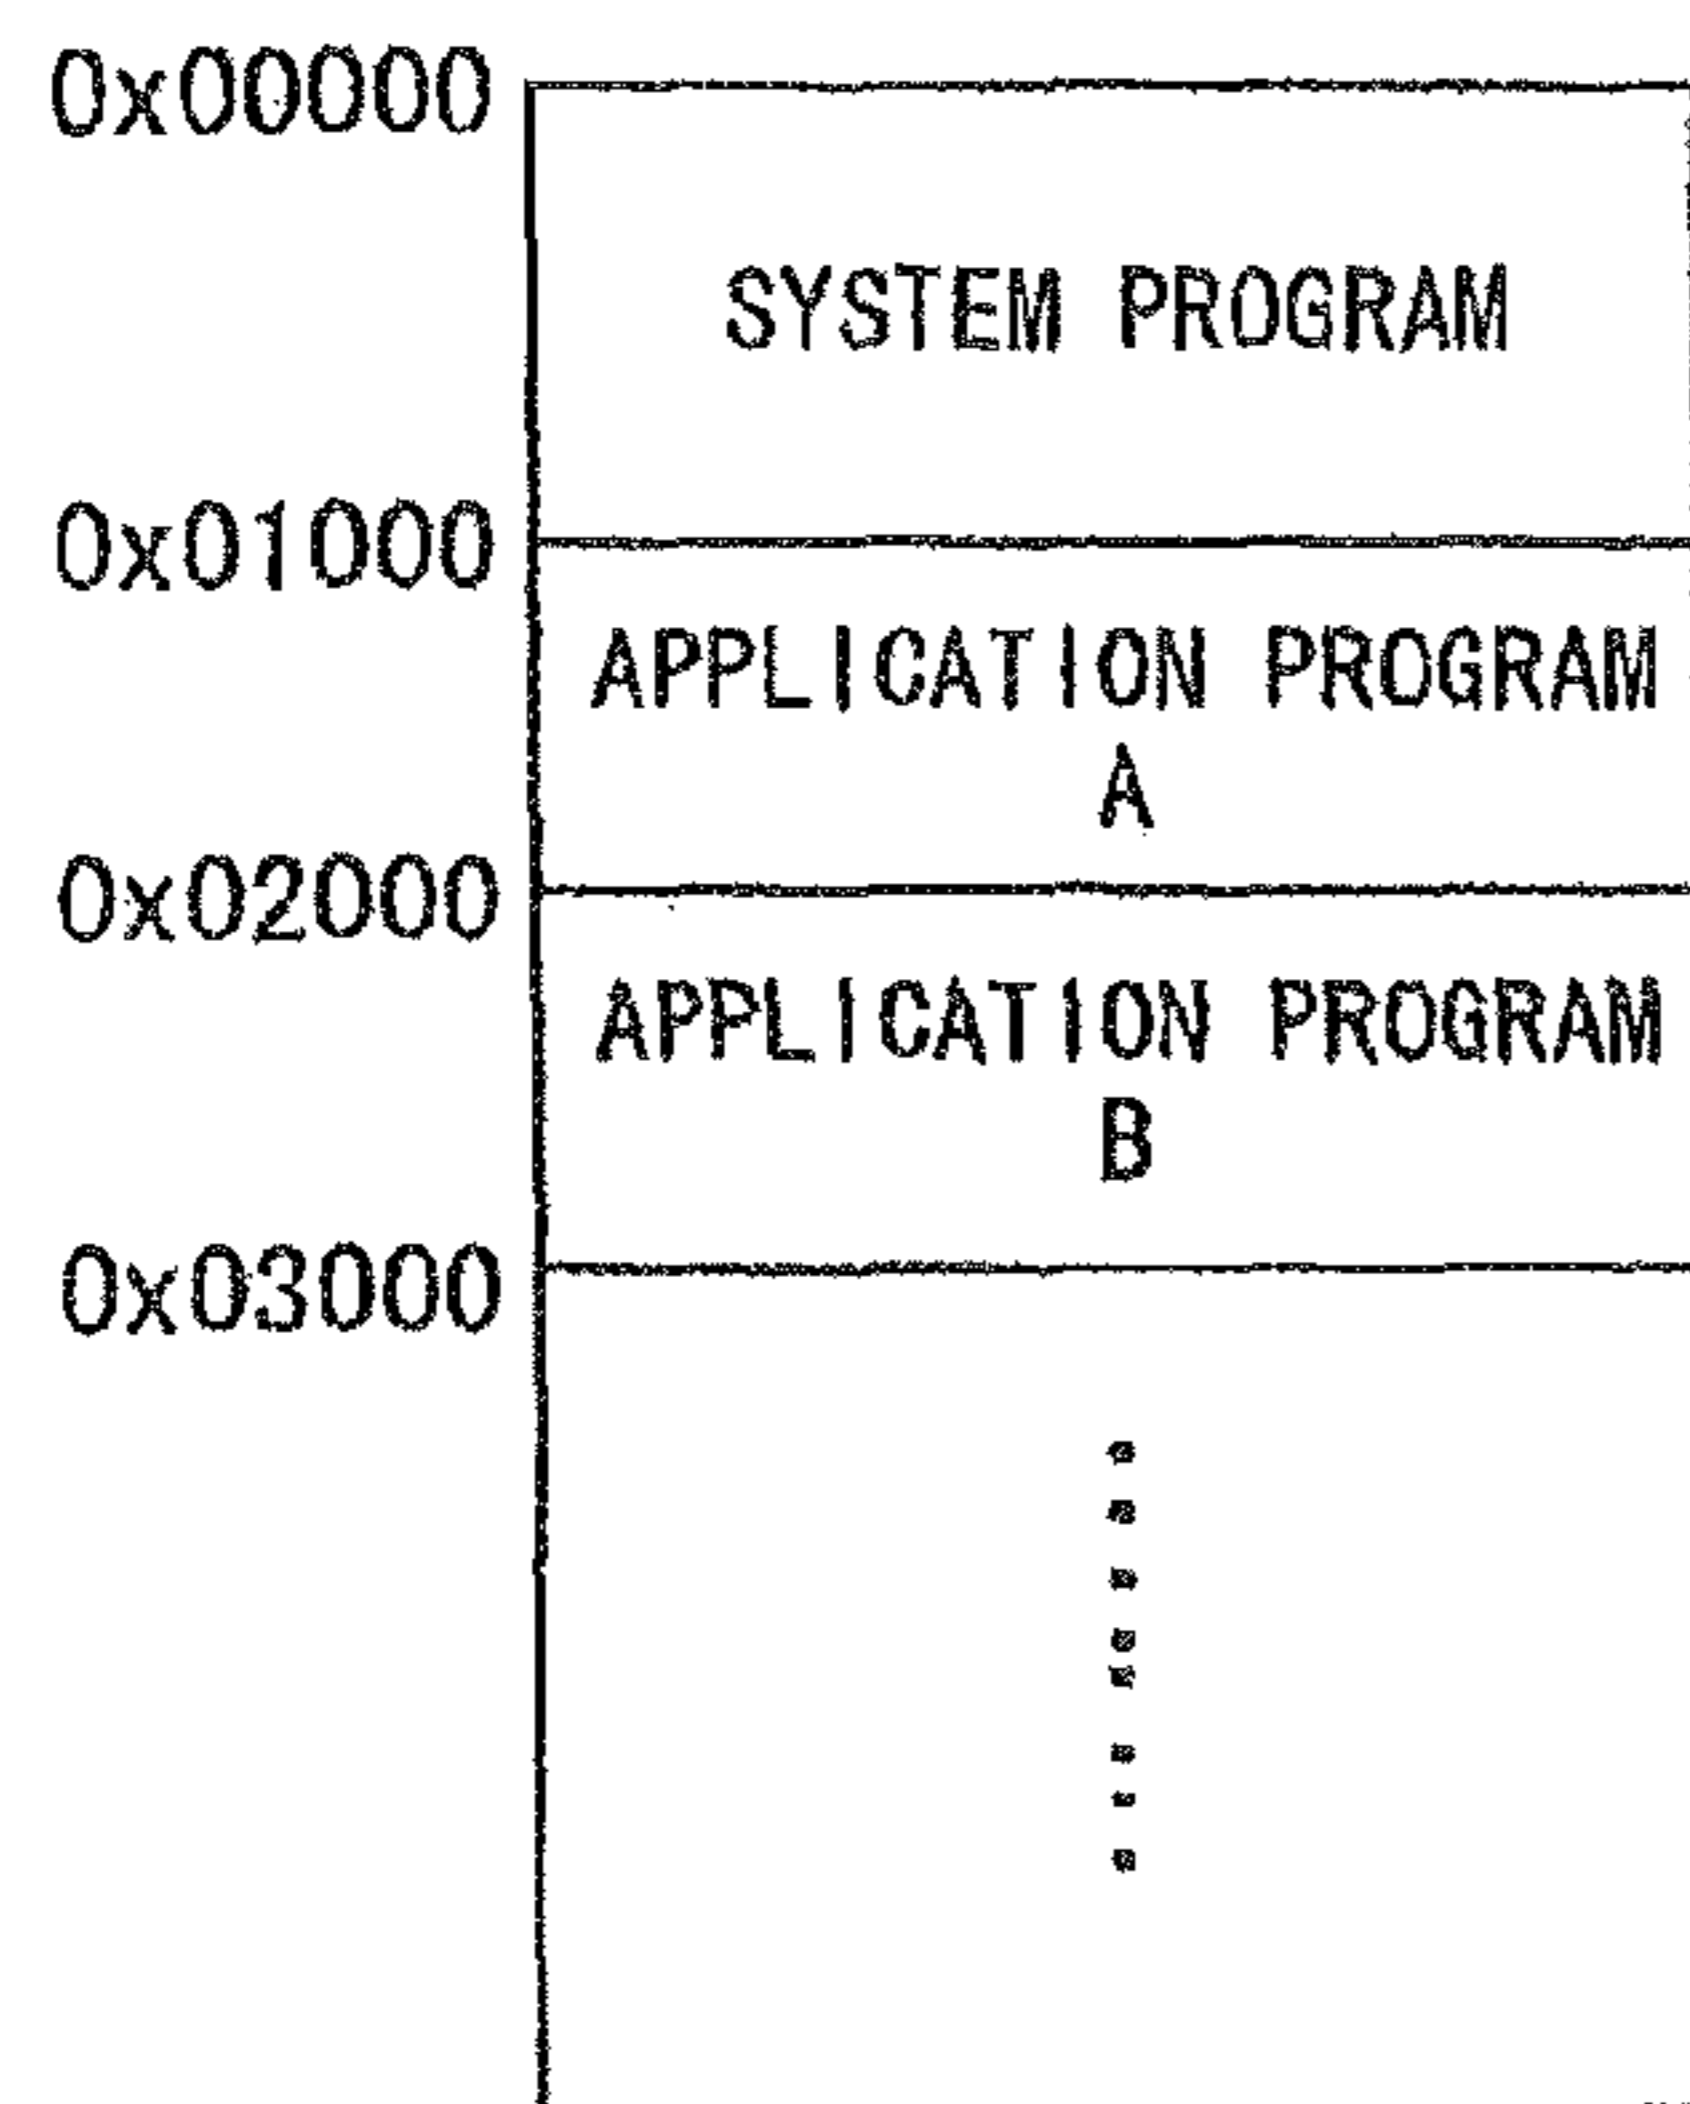 0x00000
SYSTEM PROGRAM
0x01000
APPLICATION PROGRAM
A
0x02000
APPLICATION PROGRAM
B
0x03000